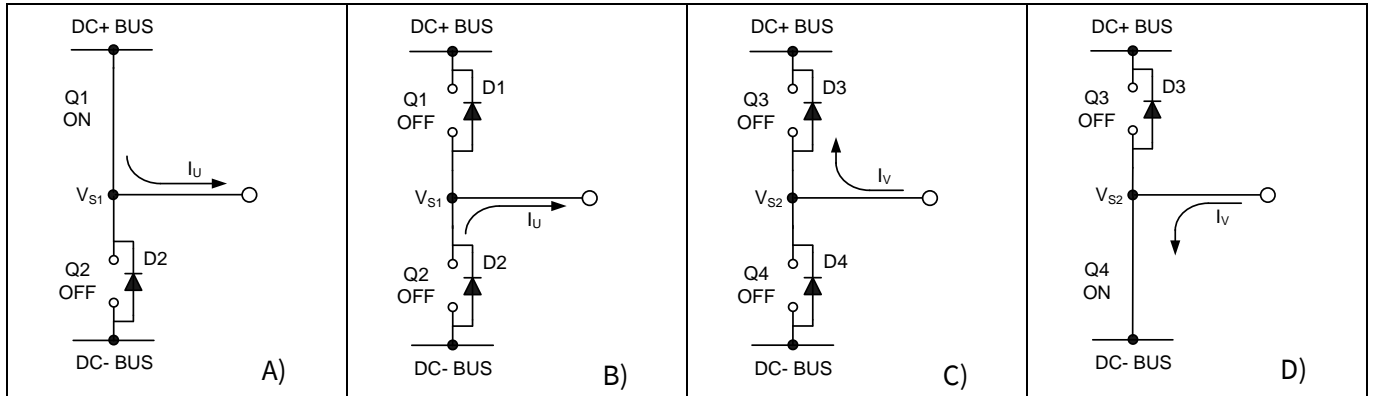 DC+ BUS
Q1
ON
I_U
V_S1
Q2
OFF
D2
DC- BUS
A)
DC+ BUS
Q1
OFF
D1
V_S1
I_U
Q2
OFF
D2
DC- BUS
B)
DC+ BUS
Q3
OFF
D3
I_V
V_S2
Q4
OFF
D4
DC- BUS
C)
DC+ BUS
Q3
OFF
D3
V_S2
I_V
Q4
ON
DC- BUS
D)